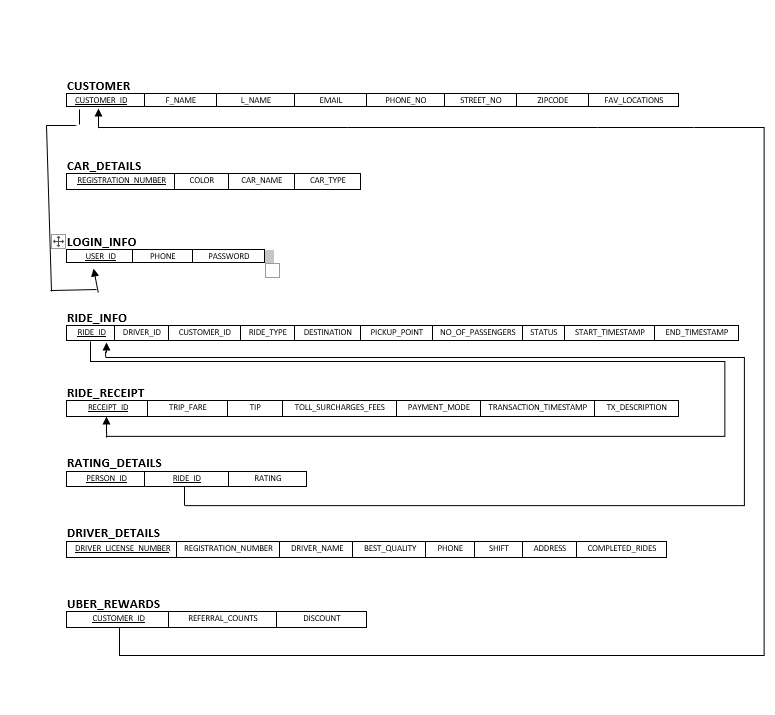 CUSTOMER
CUSTOMER_ID F_NAME L_NAME EMAIL PHONE_NO STREET_NO ZIPCODE FAV_LOCATIONS
CAR_DETAILS
REGISTRATION_NUMBER COLOR CAR_NAME CAR_TYPE
LOGIN_INFO
USER_ID PHONE PASSWORD
RIDE_INFO
RIDE_ID DRIVER_ID CUSTOMER_ID RIDE_TYPE DESTINATION PICKUP_POINT NO_OF_PASSENGERS STATUS START_TIMESTAMP END_TIMESTAMP
RIDE_RECEIPT
RECEIPT_ID TRIP_FARE TIP TOLL_SURCHARGES_FEES PAYMENT_MODE TRANSACTION_TIMESTAMP TX_DESCRIPTION
RATING_DETAILS
PERSON_ID RIDE_ID RATING
DRIVER_DETAILS
DRIVER_LICENSE_NUMBER REGISTRATION_NUMBER DRIVER_NAME BEST_QUALITY PHONE SHIFT ADDRESS COMPLETED_RIDES
UBER_REWARDS
CUSTOMER_ID REFERRAL_COUNTS DISCOUNT